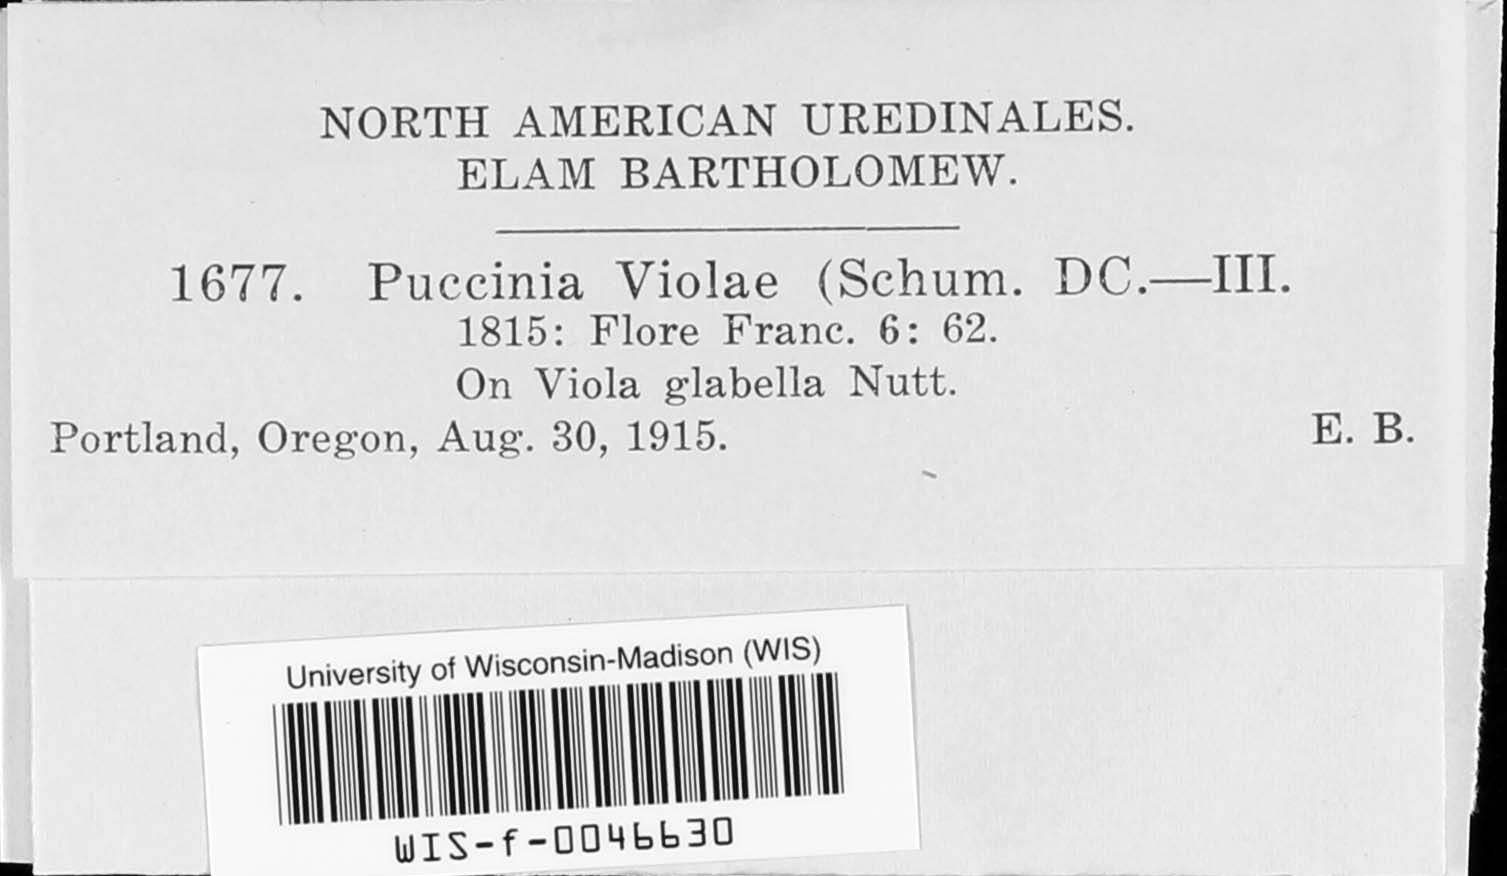 NORTH AMERICAN UREDINALES.
ELAM BARTHOLOMEW.
1677. Puccinia Violae (Schum. DC.—III.
1815: Flore Franc. 6: 62.
On Viola glabella Nutt.
Portland, Oregon, Aug. 30, 1915. E. B.
University of Wisconsin-Madison (WIS)
WIS-f-0046630